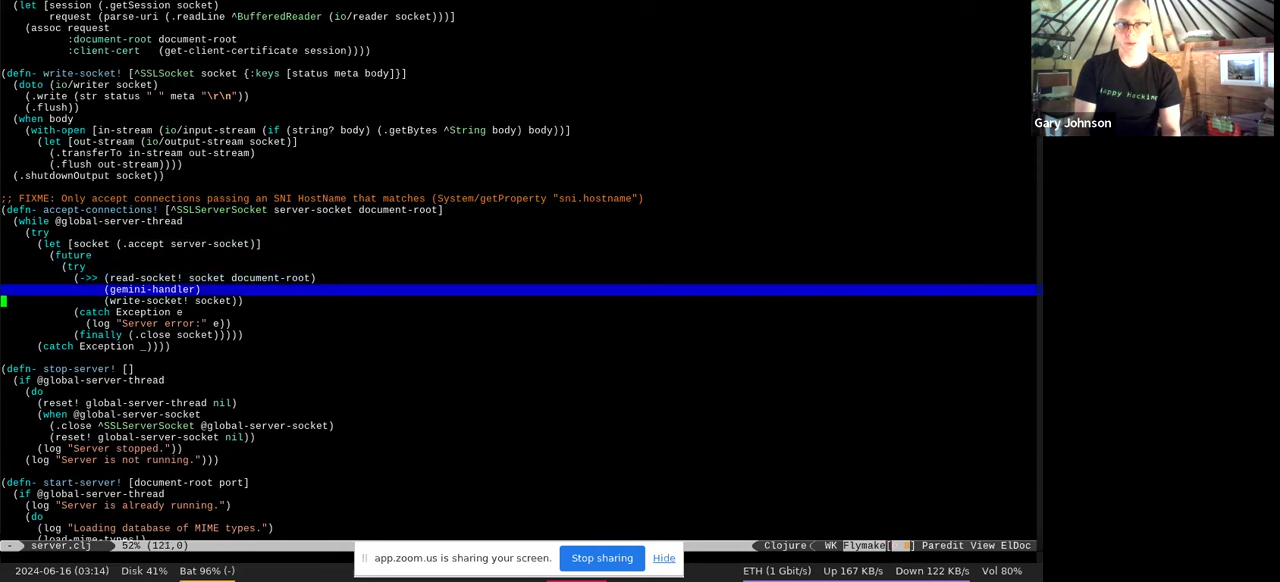 (let [session (.getSession socket)
request (parse-uri (.readLine ^BufferedReader (io/reader socket)))]
(assoc request
:document-root document-root
:client-cert (get-client-certificate session))))
(defn- write-socket! [^SSLSocket socket {:keys [status meta body]}]
(doto (io/writer socket)
(.write (str status " " meta "\r\n"))
(.flush))
(when body
(with-open [in-stream (io/input-stream (if (string? body) (.getBytes ^String body) body))]
(let [out-stream (io/output-stream socket)]
(.transferTo in-stream out-stream)
(.flush out-stream))))
(.shutdownOutput socket))
;; FIXME: Only accept connections passing an SNI HostName that matches (System/getProperty "sni.hostname")
(defn- accept-connections! [^SSLServerSocket server-socket document-root]
(while @global-server-thread
(try
(let [socket (.accept server-socket)]
(future
(try
(->> (read-socket! socket document-root)
(gemini-handler)
(write-socket! socket))
(catch Exception e
(log "Server error:" e))
(finally (.close socket)))))
(catch Exception _))))
(defn- stop-server! []
(if @global-server-thread
(do
(reset! global-server-thread nil)
(when @global-server-socket
(.close ^SSLServerSocket @global-server-socket)
(reset! global-server-socket nil))
(log "Server stopped."))
(log "Server is not running.")))
(defn- start-server! [document-root port]
(if @global-server-thread
(log "Server is already running.")
(do
(log "Loading database of MIME types.")
(load-mime-types!)
- server.clj 52% (121,0) Clojure( WK Flymake[ 8] Paredit View ElDoc
app.zoom.us is sharing your screen. Stop sharing Hide
2024-06-16 (03:14) Disk 41% Bat 96% (-) ETH (1 Gbit/s) Up 167 KB/s Down 122 KB/s Vol 80%
Happy Hacking
Gary Johnson